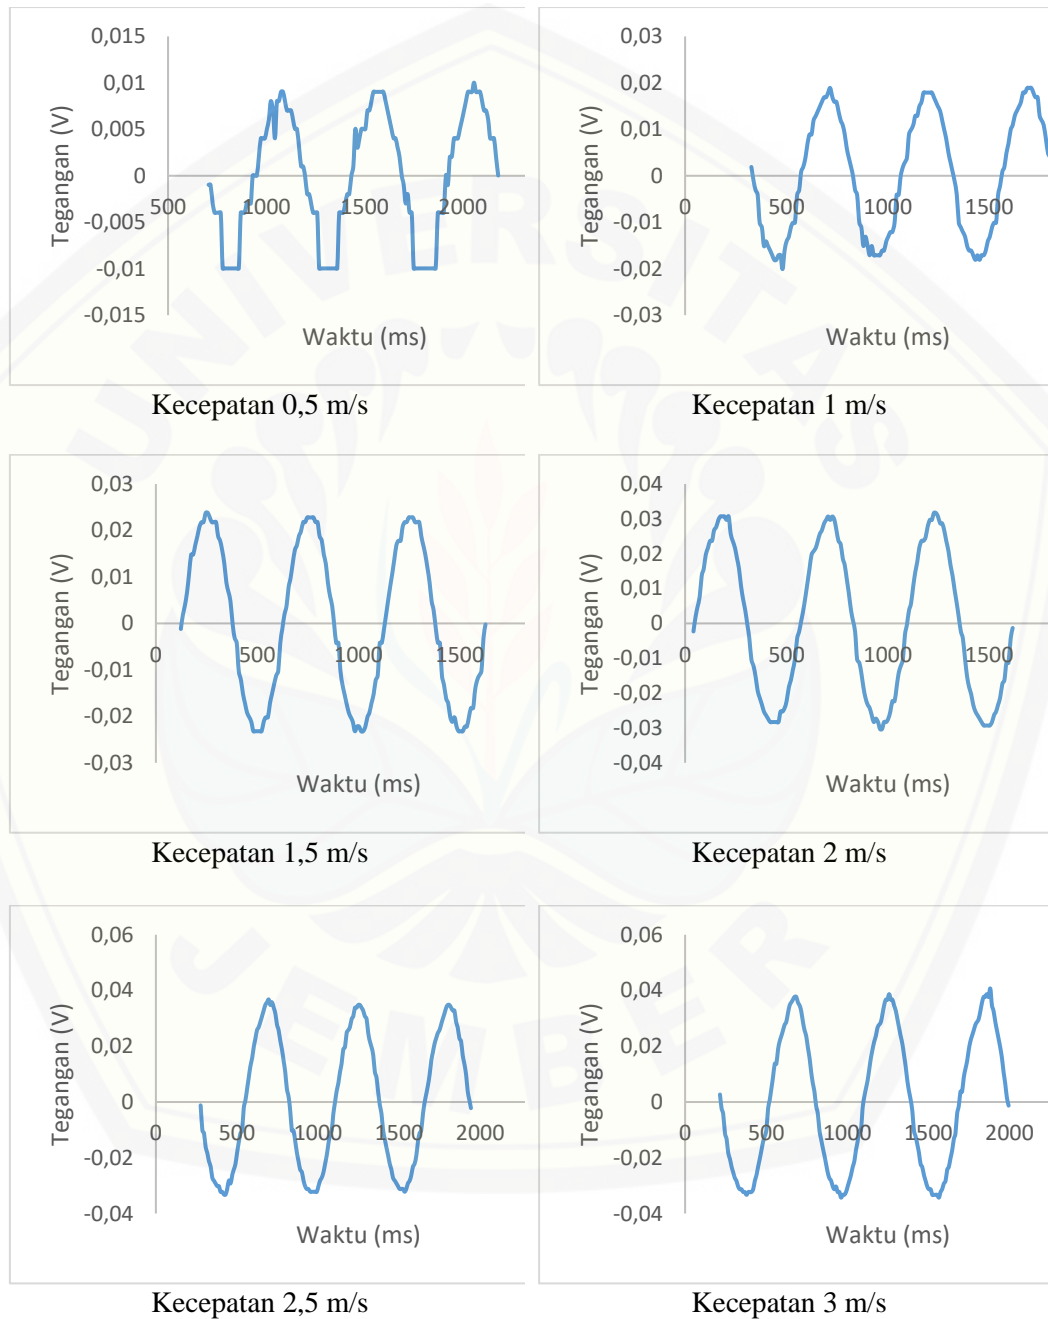 0,015
0,01
0,005
0
-0,005
-0,01
-0,015
500 1000 1500 2000
Tegangan (V)
Waktu (ms)
Kecepatan 0,5 m/s
0,03
0,02
0,01
0
-0,01
-0,02
-0,03
0 500 1000 1500
Tegangan (V)
Waktu (ms)
Kecepatan 1 m/s
0,03
0,02
0,01
0
-0,01
-0,02
-0,03
0 500 1000 1500
Tegangan (V)
Waktu (ms)
Kecepatan 1,5 m/s
0,04
0,03
0,02
0,01
0
-0,01
-0,02
-0,03
-0,04
0 500 1000 1500
Tegangan (V)
Waktu (ms)
Kecepatan 2 m/s
0,06
0,04
0,02
0
-0,02
-0,04
0 500 1000 1500 2000
Tegangan (V)
Waktu (ms)
Kecepatan 2,5 m/s
0,06
0,04
0,02
0
-0,02
-0,04
0 500 1000 1500 2000
Tegangan (V)
Waktu (ms)
Kecepatan 3 m/s
UNIVERSITAS
JEMBER